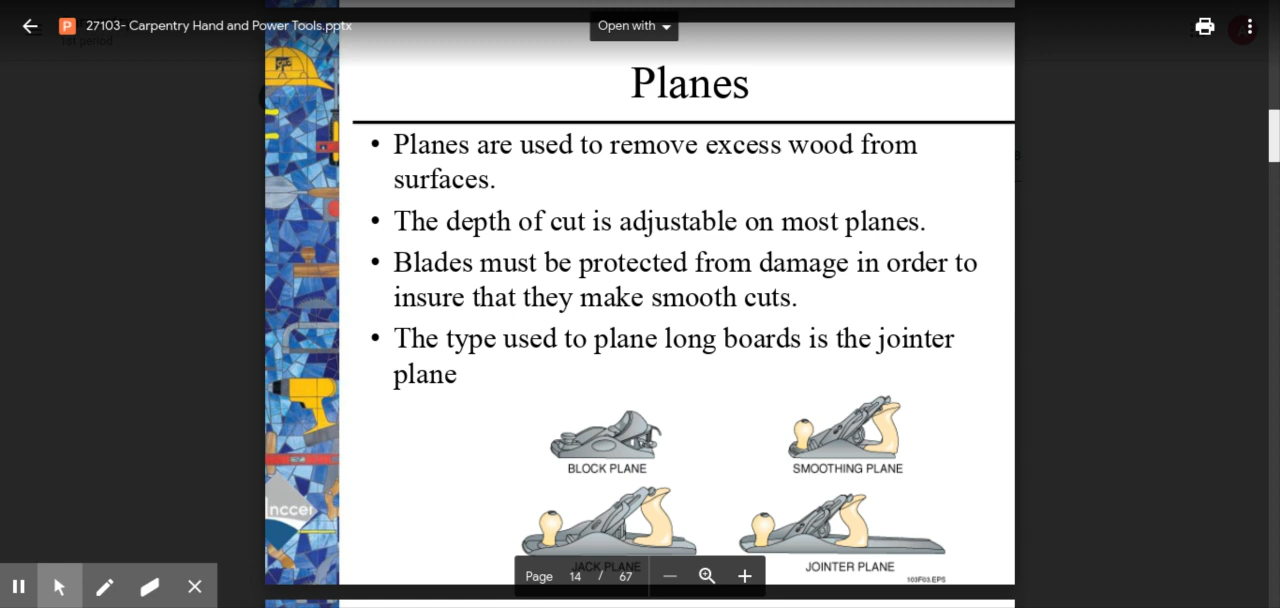 27103- Carpentry Hand and Power Tools.pptx
Open with
1st period
Planes
• Planes are used to remove excess wood from
surfaces.
• The depth of cut is adjustable on most planes.
• Blades must be protected from damage in order to
insure that they make smooth cuts.
• The type used to plane long boards is the jointer
plane
BLOCK PLANE
SMOOTHING PLANE
JACK PLANE
JOINTER PLANE
103F03.EPS
nccer
Page 14 / 67